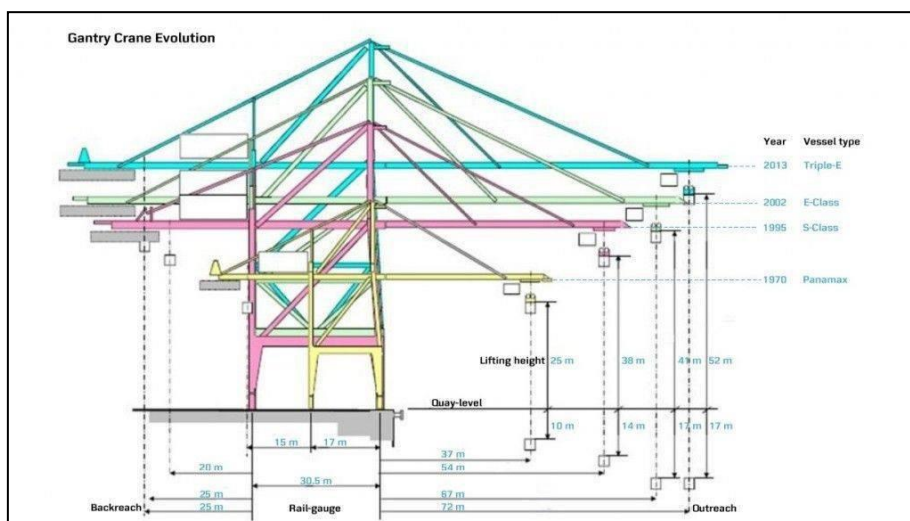 Gantry Crane Evolution
Year Vessel type
2013 Triple-E
2002 E-Class
1995 S-Class
1970 Panamax
Lifting height 25 m 38 m 41 m 52 m
Quay-level
10 m 14 m 17 m 17 m
15 m 17 m
37 m
20 m 54 m
30.5 m
25 m 67 m
Backreach 25 m Rail-gauge 72 m Outreach